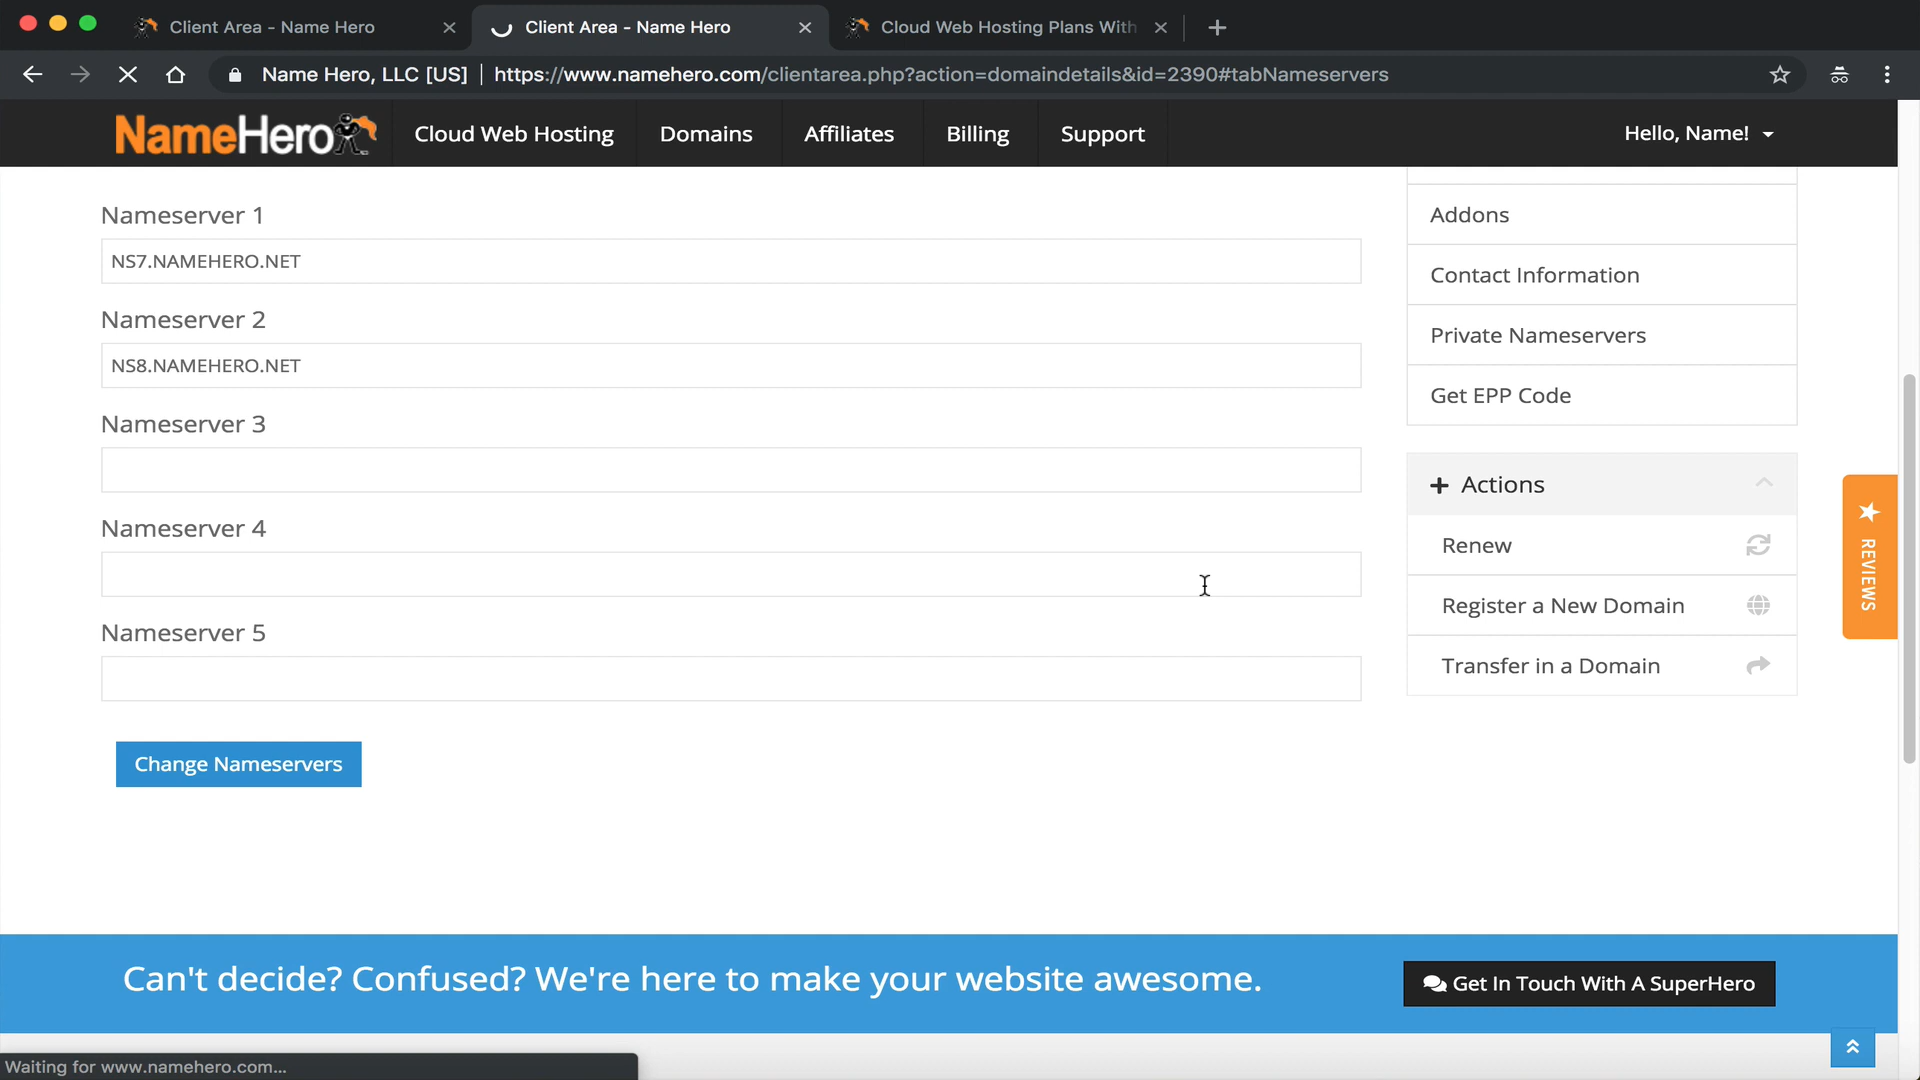 Client Area - Name Hero
Client Area - Name Hero
Cloud Web Hosting Plans With
Name Hero, LLC [US] | https://www.namehero.com/clientarea.php?action=domaindetails&id=2390#tabNameservers
NameHero
Cloud Web Hosting
Domains
Affiliates
Billing
Support
Hello, Name!
Nameserver 1
NS7.NAMEHERO.NET
Nameserver 2
NS8.NAMEHERO.NET
Nameserver 3
Nameserver 4
Nameserver 5
Change Nameservers
Addons
Contact Information
Private Nameservers
Get EPP Code
Actions
Renew
Register a New Domain
Transfer in a Domain
REVIEWS
Can't decide? Confused? We're here to make your website awesome.
Get In Touch With A SuperHero
Waiting for www.namehero.com...